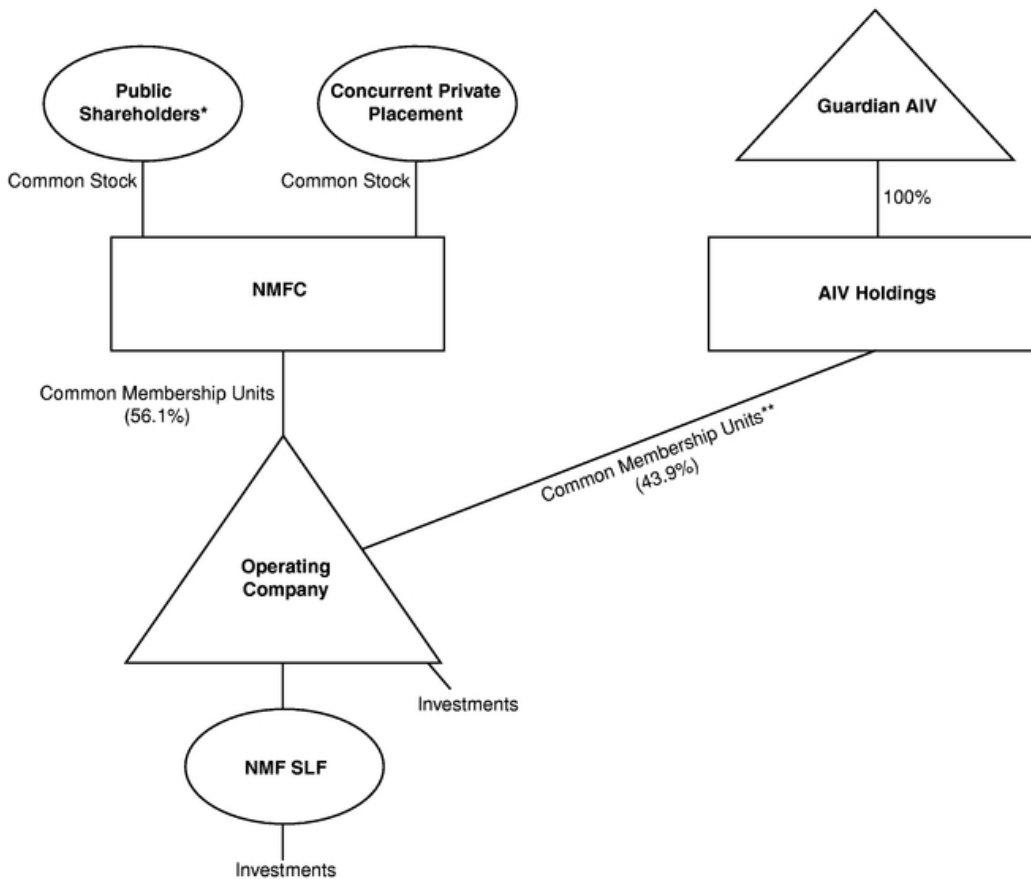 Public
Shareholders*
Concurrent Private
Placement
Guardian AIV
Common Stock
Common Stock
100%
NMFC
AIV Holdings
Common Membership Units
(56.1%)
Common Membership Units**
(43.9%)
Operating
Company
Investments
NMF SLF
Investments